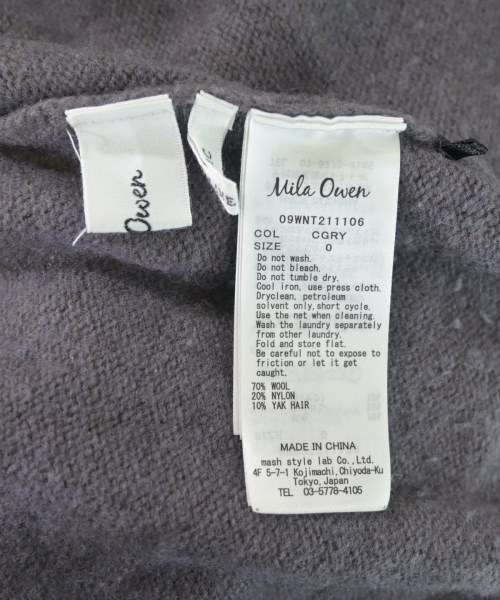 Owen
Mila Owen
09WNT211106
COL CGRY
SIZE 0
Do not wash.
Do not bleach.
Do not tumble dry.
Cool iron, use press cloth.
Dryclean, petroleum
solvent only,short cycle.
Use the net when cleaning.
Wash the laundry separately
from other laundry.
Fold and store flat.
Be careful not to expose to
friction or let it get
caught.
70% WOOL
20% NYLON
10% YAK HAIR
MADE IN CHINA
mash style lab Co.,Ltd.
4F 5-7-1 Kojimachi,Chiyoda-Ku
Tokyo,Japan
TEL 03-5778-4105